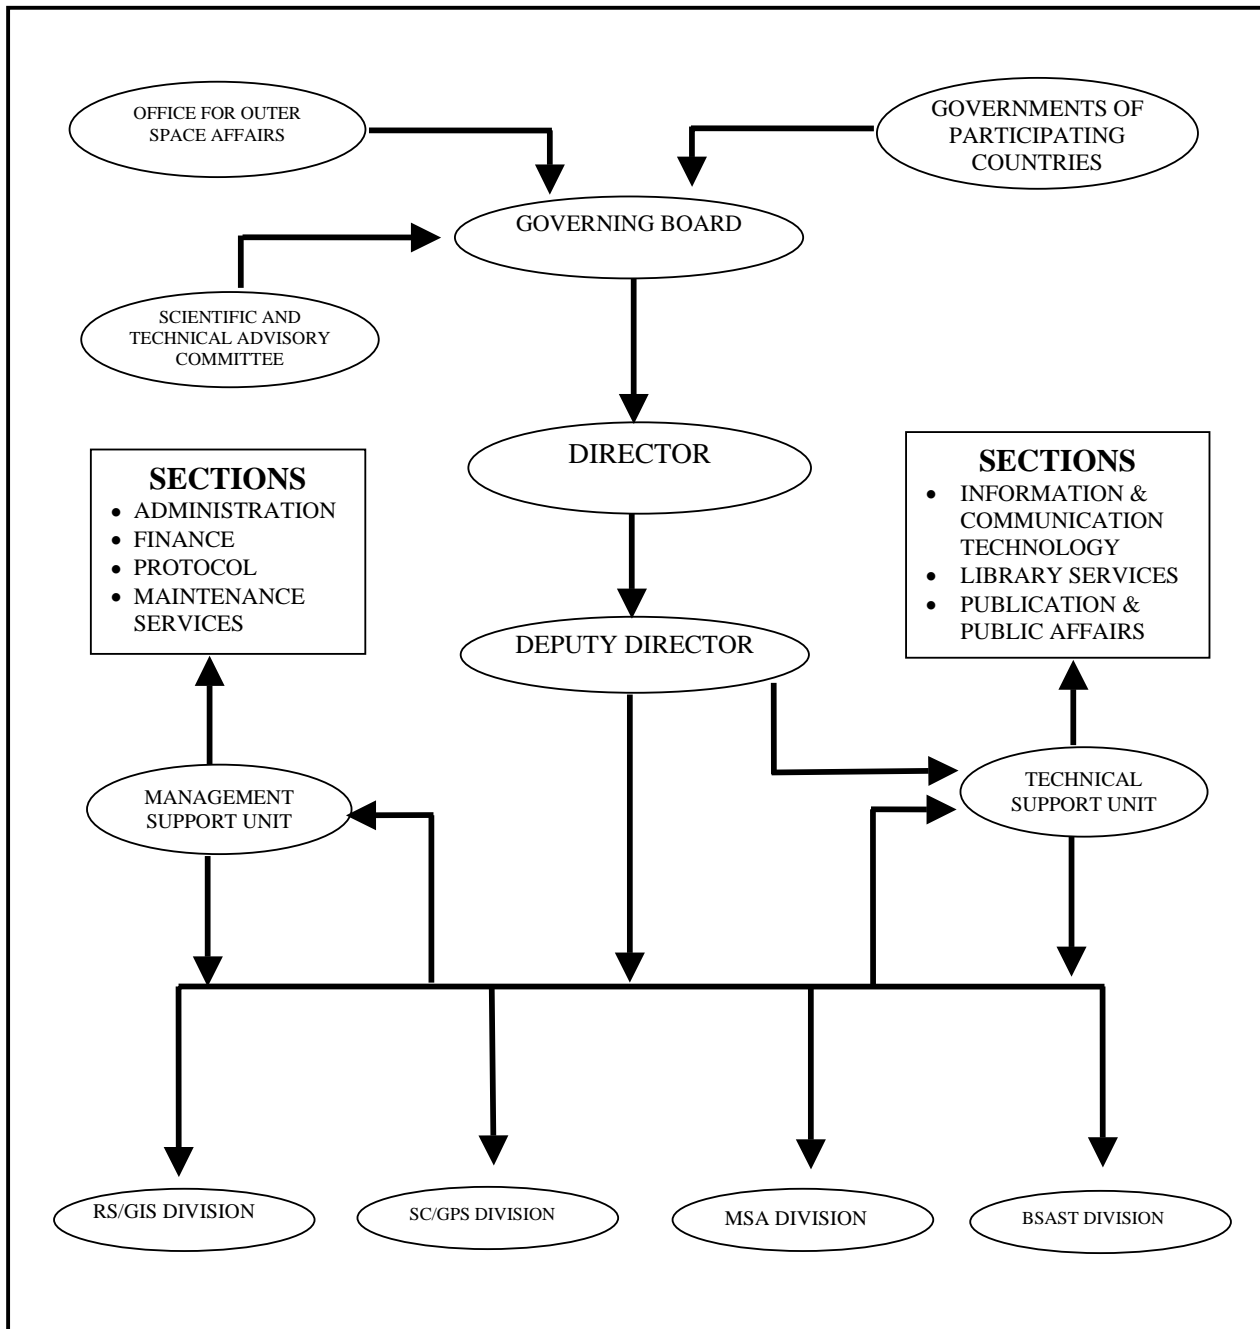 OFFICE FOR OUTER
SPACE AFFAIRS
GOVERNMENTS OF
PARTICIPATING
COUNTRIES
GOVERNING BOARD
SCIENTIFIC AND
TECHNICAL ADVISORY
COMMITTEE
DIRECTOR
SECTIONS
• ADMINISTRATION
• FINANCE
• PROTOCOL
• MAINTENANCE
SERVICES
SECTIONS
• INFORMATION &
COMMUNICATION
TECHNOLOGY
• LIBRARY SERVICES
• PUBLICATION &
PUBLIC AFFAIRS
DEPUTY DIRECTOR
MANAGEMENT
SUPPORT UNIT
TECHNICAL
SUPPORT UNIT
RS/GIS DIVISION
SC/GPS DIVISION
MSA DIVISION
BSAST DIVISION